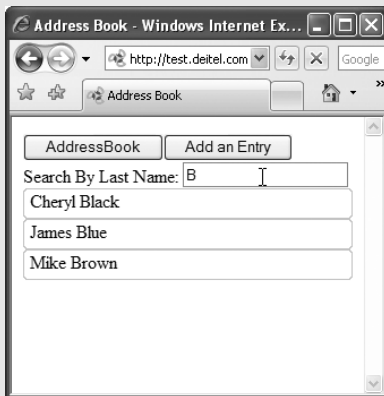 Address Book - Windows Internet Ex...
http://test.deitel.com
Google
Address Book
»
AddressBook
Add an Entry
Search By Last Name: B
Cheryl Black
James Blue
Mike Brown